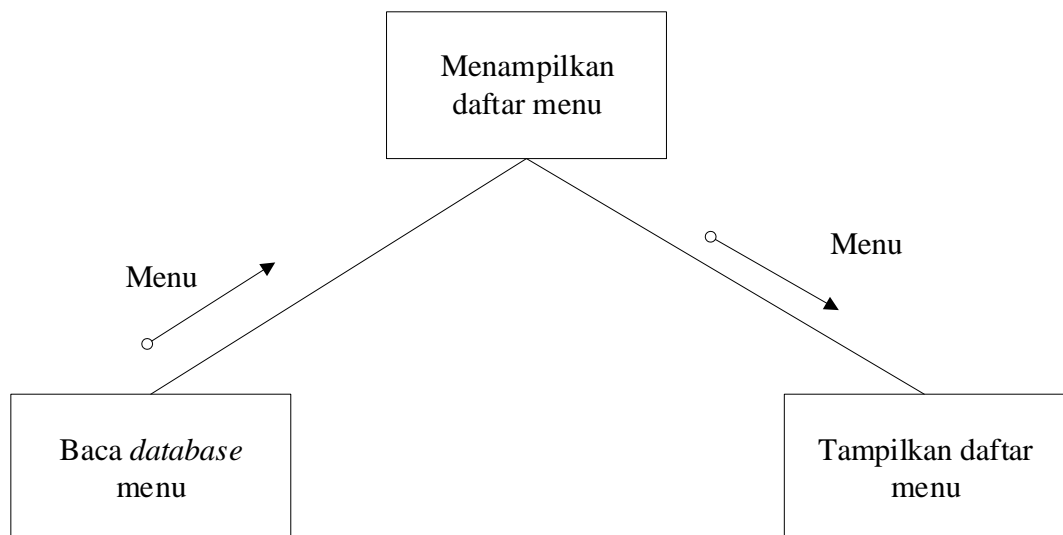 Menampilkan
daftar menu
Menu
Menu
Baca database
menu
Tampilkan daftar
menu